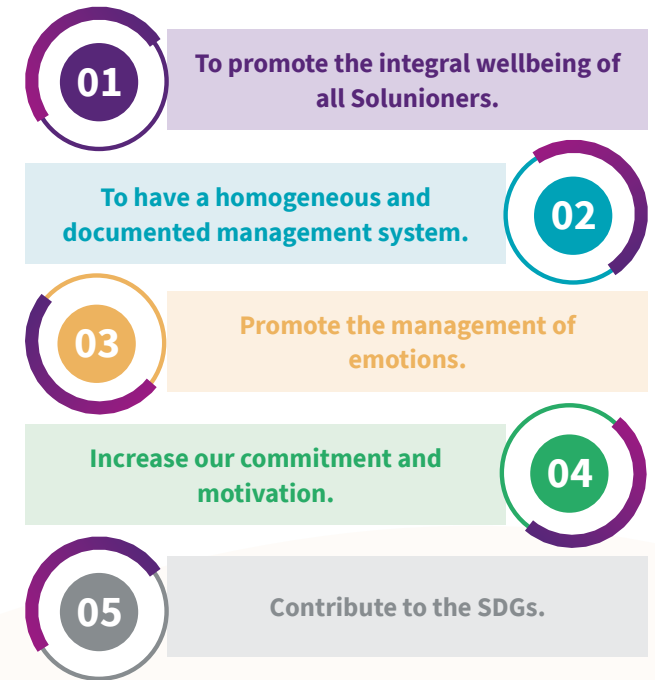 01
To promote the integral wellbeing of
all Solunioners.
To have a homogeneous and
documented management system.
02
03
Promote the management of
emotions.
Increase our commitment and
motivation.
04
05
Contribute to the SDGs.